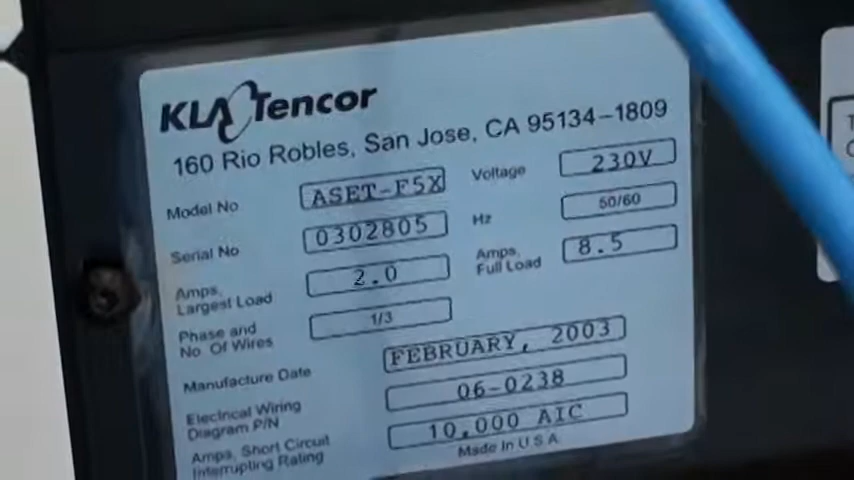 KLA Tencor
160 Rio Robles, San Jose, CA 95134-1809
Model No ASET-F5X Voltage 230V
Serial No 0302805 Hz 50/60
Amps, Largest Load 2.0 Amps, Full Load 8.5
Phase and No. Of Wires 1/3
Manufacture Date FEBRUARY, 2003
Electrical Wiring Diagram P/N 06-0238
Amps, Short Circuit Interrupting Rating 10,000 AIC
Made In U S A